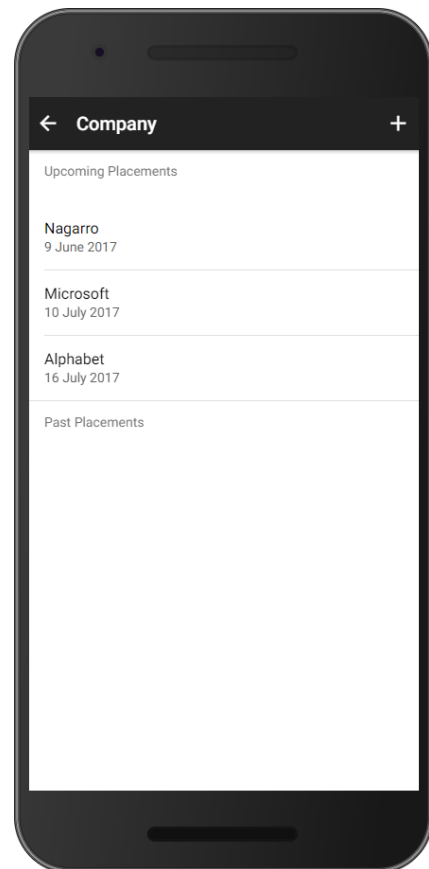 Company
Upcoming Placements
Nagarro
9 June 2017
Microsoft
10 July 2017
Alphabet
16 July 2017
Past Placements